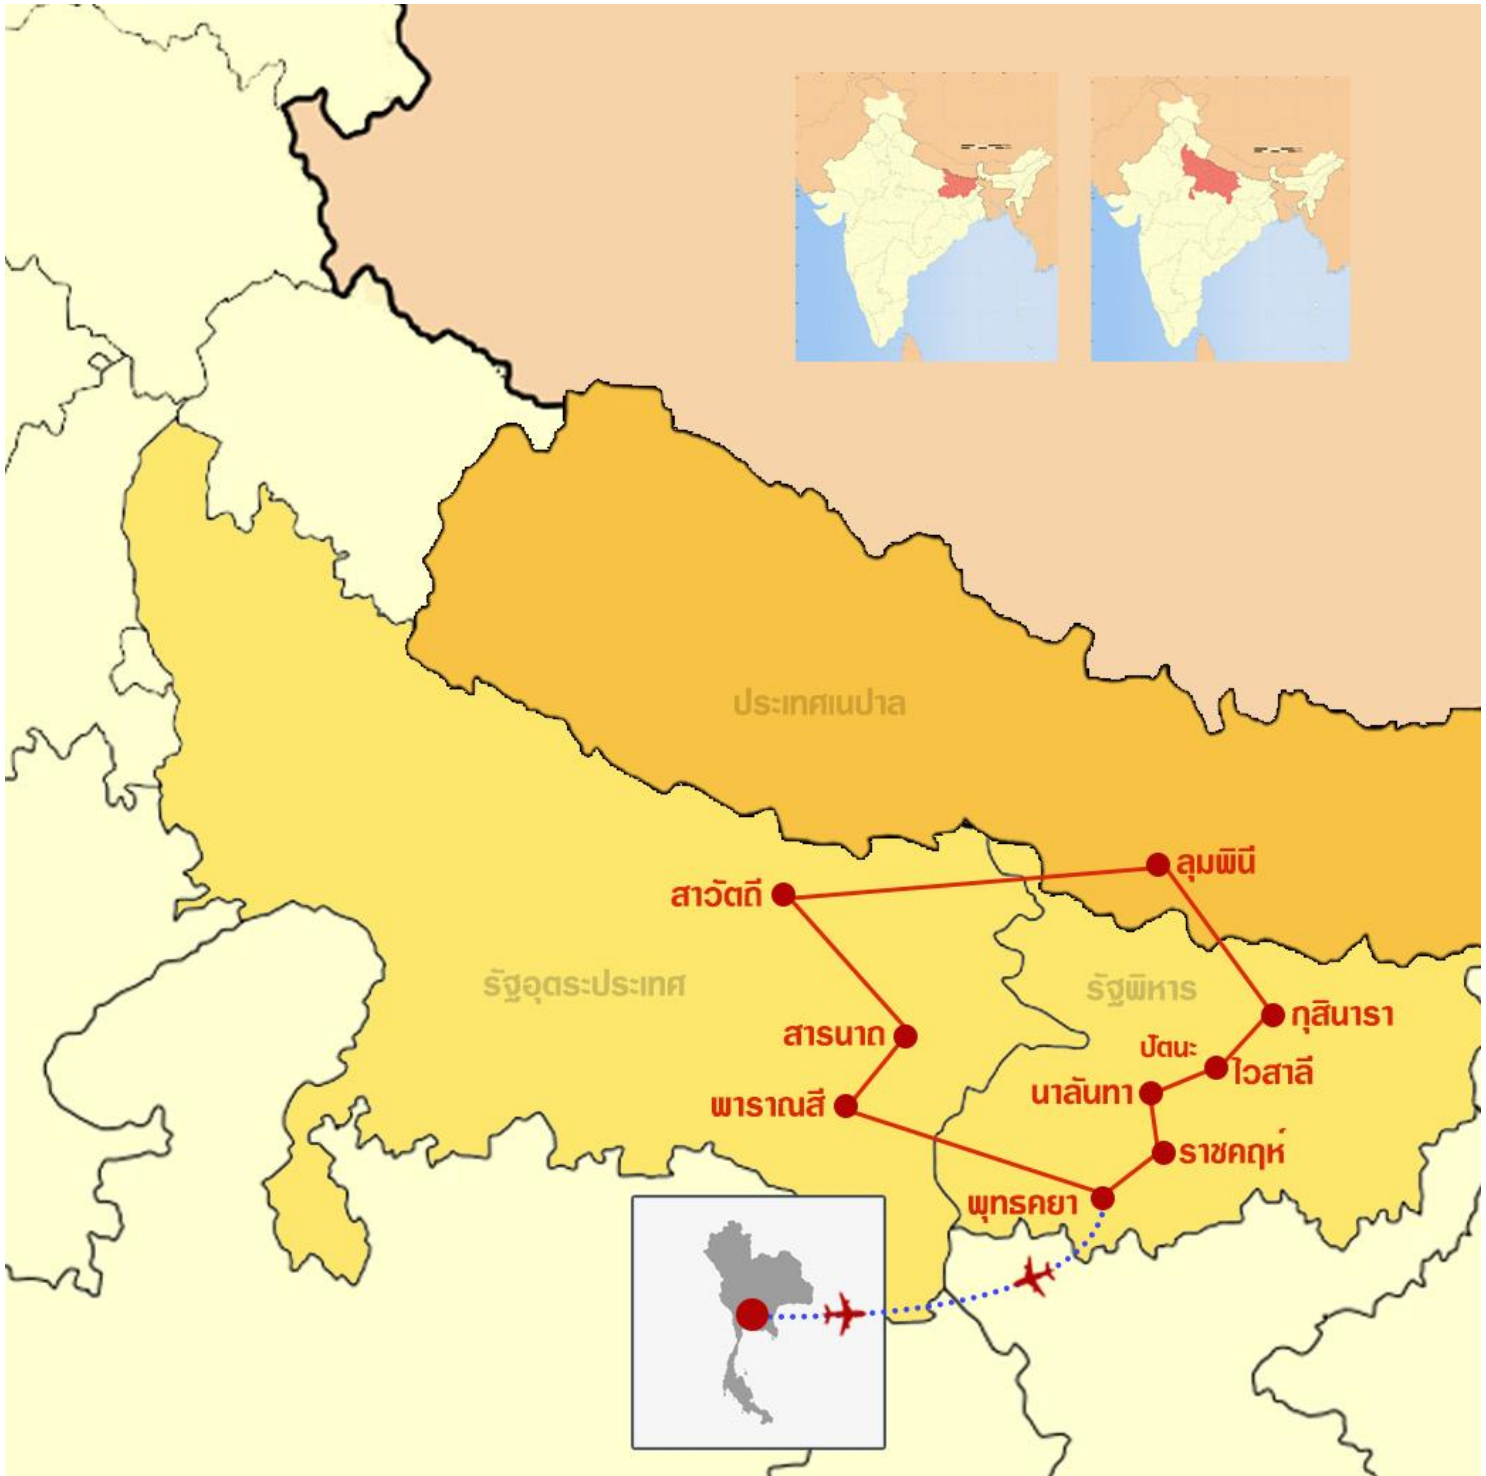 ประเทศเนปาล
ลุมพินี
สาวัตถี
รัฐอุตระประเทศ
รัฐพิหาร
กุสินารา
สารนาถ
ปัตนะ
ไวสาลี
นาลันทา
พาราณสี
ราชคฤห์
พุทธคยา